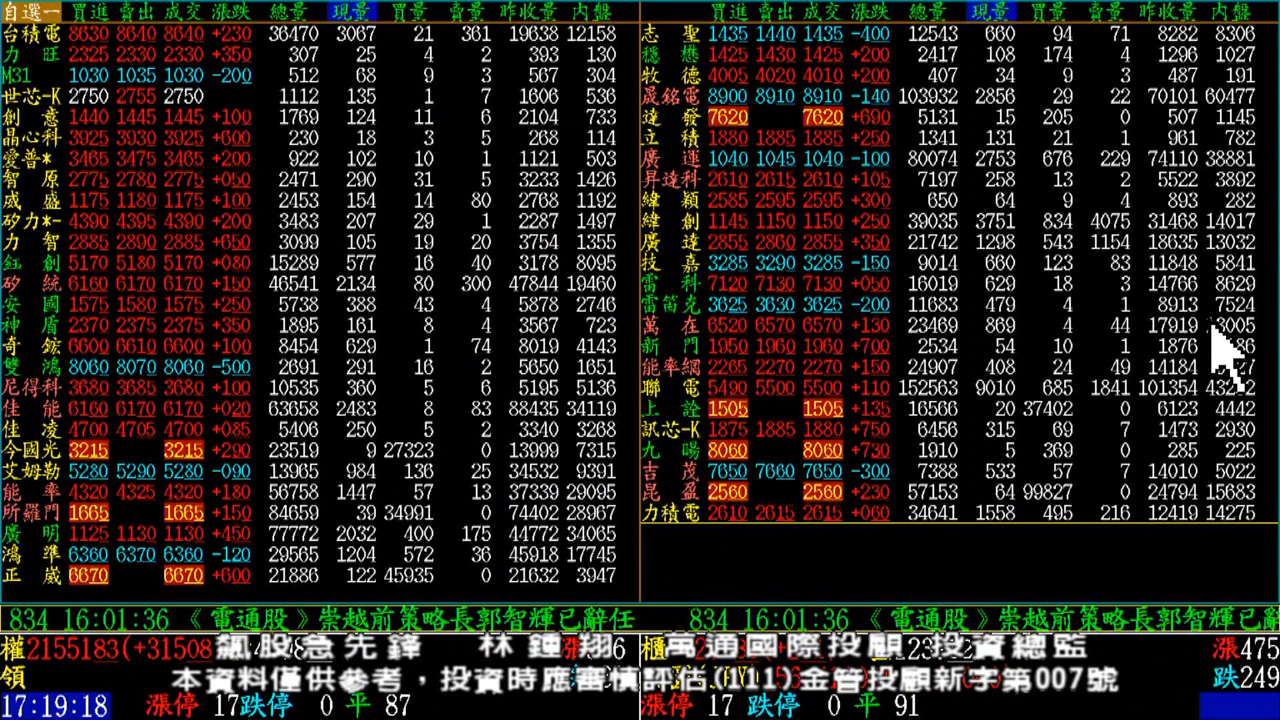 自選一 買進 賣出 成交 漲跌 總量 現量 買量 賣量 昨收量 內盤
台積電 8630 8640 8640 +230 36470 3067 21 361 19638 12158
力旺 2325 2330 2330 +350 307 25 4 2 393 130
M31 1030 1035 1030 -200 512 68 9 3 567 304
世芯-K 2750 2755 2750 1112 135 1 7 1606 536
創意 1440 1445 1445 +100 1769 124 11 6 2104 733
晶心科 3925 3930 3925 +600 230 18 3 5 268 114
愛普* 3465 3475 3465 +200 922 102 10 1 1121 503
智原 2775 2780 2775 +050 2471 290 31 5 3233 1426
威盛 1175 1180 1175 +100 2453 154 14 80 2768 1192
矽力*- 4390 4395 4390 +200 3483 207 29 1 2287 1497
力智 2885 2890 2885 +650 3099 105 19 20 3754 1355
鈺創 5170 5180 5170 +080 15289 577 16 40 3178 8095
矽統 6160 6170 6170 +150 46541 2134 80 300 47844 19460
安國 1575 1580 1575 +250 5738 388 43 4 5878 2746
神盾 2370 2375 2375 +350 1895 161 8 4 3567 723
奇鋐 6600 6610 6600 +100 8454 629 1 74 8019 4143
雙鴻 8060 8070 8060 -500 2691 291 16 2 5650 1651
尼得科 3680 3685 3680 +100 10535 360 5 6 5195 5136
佳能 6160 6170 6170 +020 63658 2483 8 83 88435 34119
佳凌 4700 4705 4700 +085 5406 250 5 2 3340 3268
今國光 3215 3215 +290 23519 9 27323 0 13999 7315
艾姆勒 5280 5290 5280 -090 13965 984 136 25 34532 9391
能率 4320 4325 4320 +180 56758 1447 57 13 37339 29095
所羅門 1665 1665 +150 84659 39 34991 0 74402 28967
廣明 1125 1130 1130 +450 77772 2032 400 175 44772 34065
鴻準 6360 6370 6360 -120 29565 1204 572 36 45918 17745
正崴 6670 6670 +600 21886 122 45935 0 21632 3947
買進 賣出 成交 漲跌 總量 現量 買量 賣量 昨收量 內盤
志聖 1435 1440 1435 -400 12543 660 94 71 8282 8306
穩懋 1425 1430 1425 +200 2417 108 174 4 1296 1027
牧德 4005 4020 4010 +200 407 34 9 3 487 191
晟銘電 8900 8910 8910 -140 103932 2856 29 22 70101 60477
達發 7620 7620 +690 5131 15 205 0 507 1145
立積 1880 1885 1885 +250 1341 131 21 1 961 782
廣運 1040 1045 1040 -100 80074 2753 676 229 74110 38881
昇達科 2610 2615 2610 +105 7197 258 13 2 5522 3892
緯穎 2585 2595 2595 +300 650 64 9 4 893 282
緯創 1145 1150 1150 +250 39035 3751 834 4075 31468 14017
廣達 2855 2860 2855 +350 21742 1298 543 1154 18635 13032
技嘉 3285 3290 3285 -150 9014 660 123 83 11848 5841
雷科 7120 7130 7130 +050 16019 629 18 3 14766 8629
雷笛克 3625 3630 3625 -200 11683 479 4 1 8913 7524
萬在 6520 6570 6570 +130 23469 869 4 44 17919
新門 1950 1960 1960 +700 2534 54 10 1 1876
能率網 2265 2270 2270 +150 24907 408 24 49 14184
聯電 5490 5500 5500 +110 152563 9010 685 1841 101354
上詮 1505 1505 +135 16566 20 37402 0 6123 4442
訊芯-K 1875 1885 1880 +750 6456 315 69 7 1473 2930
九暘 8060 8060 +730 1910 5 369 0 285 225
吉茂 7650 7660 7650 -300 7388 533 57 7 14010 5022
昆盈 2560 2560 +230 57153 64 99827 0 24794 15683
力積電 2610 2615 2615 +060 34641 1558 495 216 12419 14275
834 16:01:36 《電通股》崇越前策略長郭智輝已辭任
834 16:01:36 《電通股》崇越前策略長郭智輝已辭
權2155183(+31508
飆股急先鋒 林鍾翔 萬通國際投顧 投資總監
櫃 漲475
領 跌249
本資料僅供參考，投資時應審慎評估(111)金管投顧新字第007號
17:19:18 漲停 17跌停 0 平 87
漲停 17 跌停 0 平 91